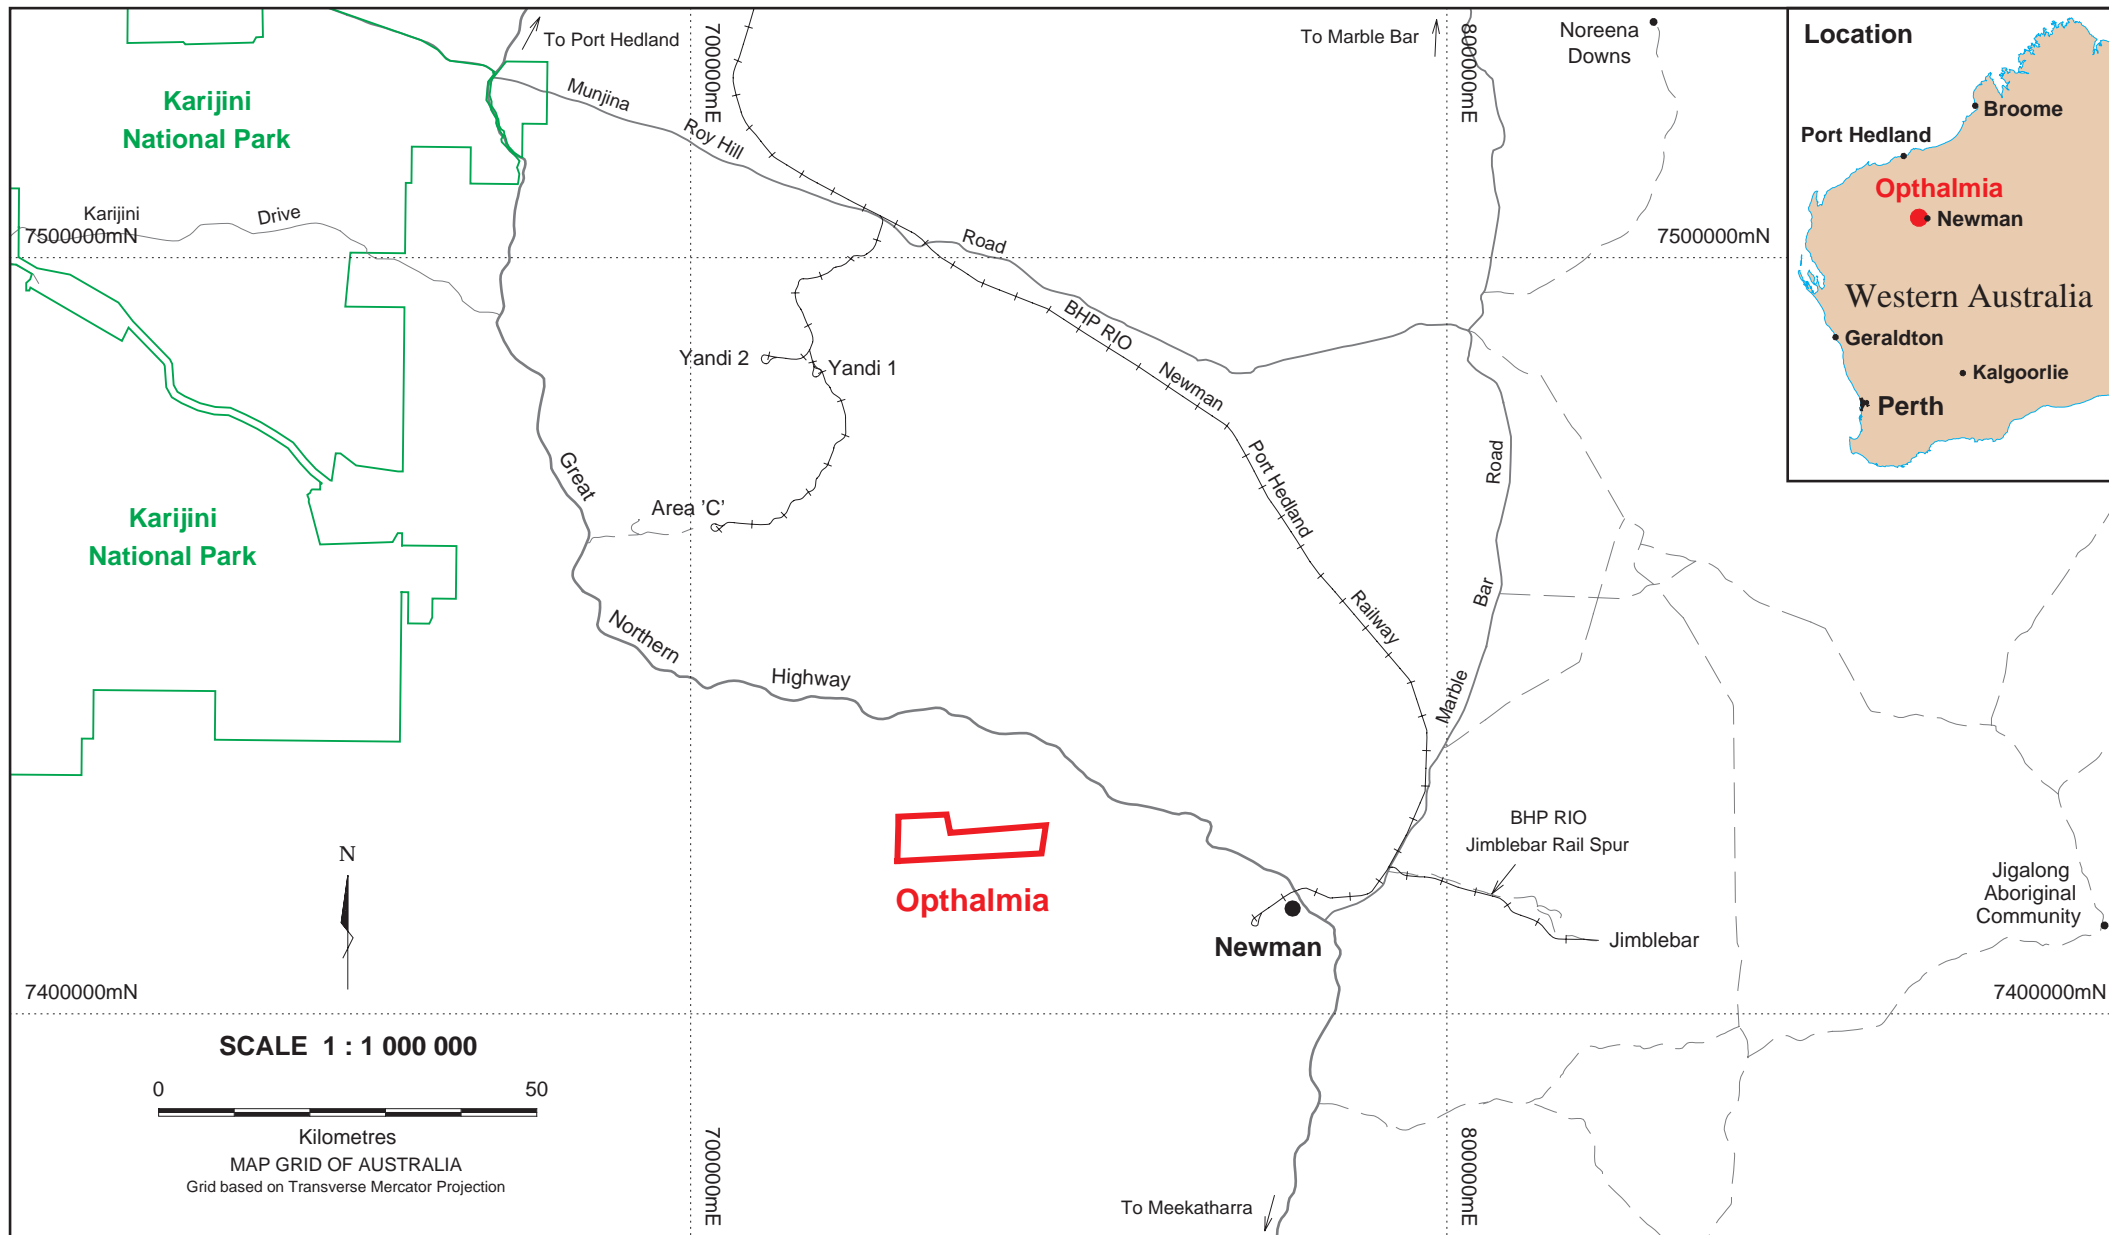 To Port Hedland
700000mE
To Marble Bar
800000mE
Noreena
Downs
Location
Karijini
National Park
Munjina
Roy Hill
Road
Broome
Port Hedland
Opthalmia
Newman
Karijini
Drive
7500000mN
7500000mN
Western Australia
Geraldton
Kalgoorlie
Perth
BHP RIO
Newman
Port Hedland
Railway
Yandi 2
Yandi 1
Great
Northern
Highway
Area 'C'
Road
Bar
Marble
Karijini
National Park
Opthalmia
Newman
BHP RIO
Jimblebar Rail Spur
Jimblebar
Jigalong
Aboriginal
Community
N
7400000mN
7400000mN
SCALE 1 : 1 000 000
0 50
Kilometres
MAP GRID OF AUSTRALIA
Grid based on Transverse Mercator Projection
700000mE
800000mE
To Meekatharra